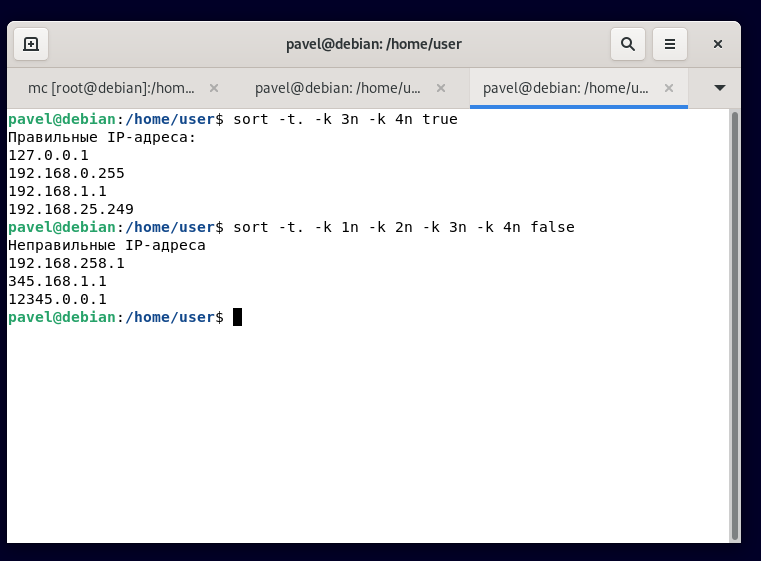 pavel@debian: /home/user
mc [root@debian]:/hom...
pavel@debian: /home/u...
pavel@debian: /home/u...
pavel@debian:/home/user$ sort -t. -k 3n -k 4n true
Правильные IP-адреса:
127.0.0.1
192.168.0.255
192.168.1.1
192.168.25.249
pavel@debian:/home/user$ sort -t. -k 1n -k 2n -k 3n -k 4n false
Неправильные IP-адреса
192.168.258.1
345.168.1.1
12345.0.0.1
pavel@debian:/home/user$